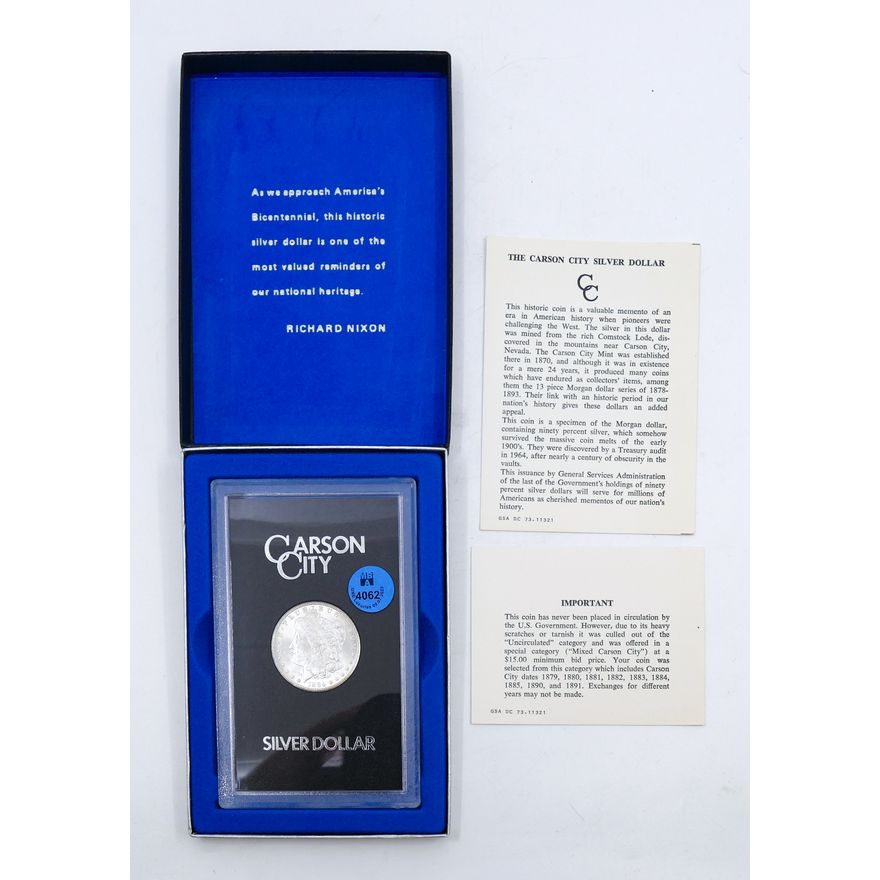 As we approach America's
Bicentennial, this historic
silver dollar is one of the
most valued reminders of
our national heritage.
RICHARD NIXON
CARSON
CITY
4062
1884
SILVER DOLLAR
THE CARSON CITY SILVER DOLLAR
CC
This historic coin is a valuable memento of an
era in American history when pioneers were
challenging the West. The silver in this dollar
was mined from the rich Comstock Lode, dis-
covered in the mountains near Carson City,
Nevada. The Carson City Mint was established
there in 1870, and although it was in existence
for a mere 24 years, it produced many coins
which have endured as collectors' items, among
them the 13 piece Morgan dollar series of 1878-
1893. Their link with an historic period in our
nation's history gives these dollars an added
appeal.
This coin is a specimen of the Morgan dollar,
containing ninety percent silver, which somehow
survived the massive coin melts of the early
1900's. They were discovered by a Treasury audit
in 1964, after nearly a century of obscurity in the
vaults.
This issuance by General Services Administration
of the last of the Government's holdings of ninety
percent silver dollars will serve for millions of
Americans as cherished mementos of our nation's
history.
GSA DC 73-11321
IMPORTANT
This coin has never been placed in circulation by
the U.S. Government. However, due to its heavy
scratches or tarnish it was culled out of the
"Uncirculated" category and was offered in a
special category ("Mixed Carson City") at a
$15.00 minimum bid price. Your coin was
selected from this category which includes Carson
City dates 1879, 1880, 1881, 1882, 1883, 1884,
1885, 1890, and 1891. Exchanges for different
years may not be made.
GSA DC 73-11321